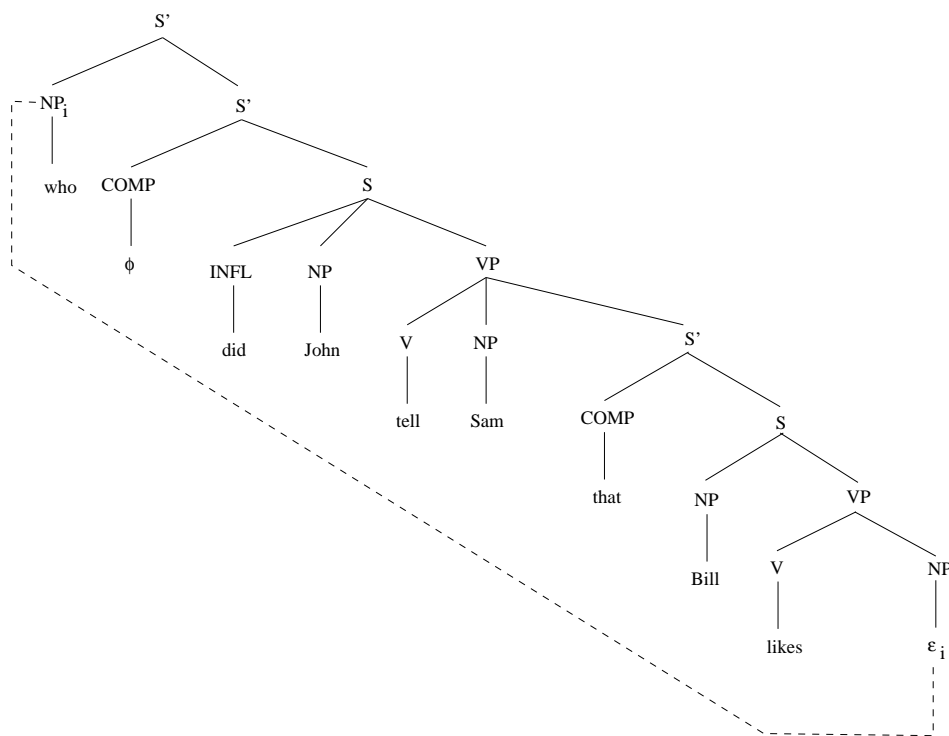 S'
NPi S'
who COMP S
ϕ INFL NP VP
did John V NP S'
tell Sam COMP S
that NP VP
Bill V NP
likes εi